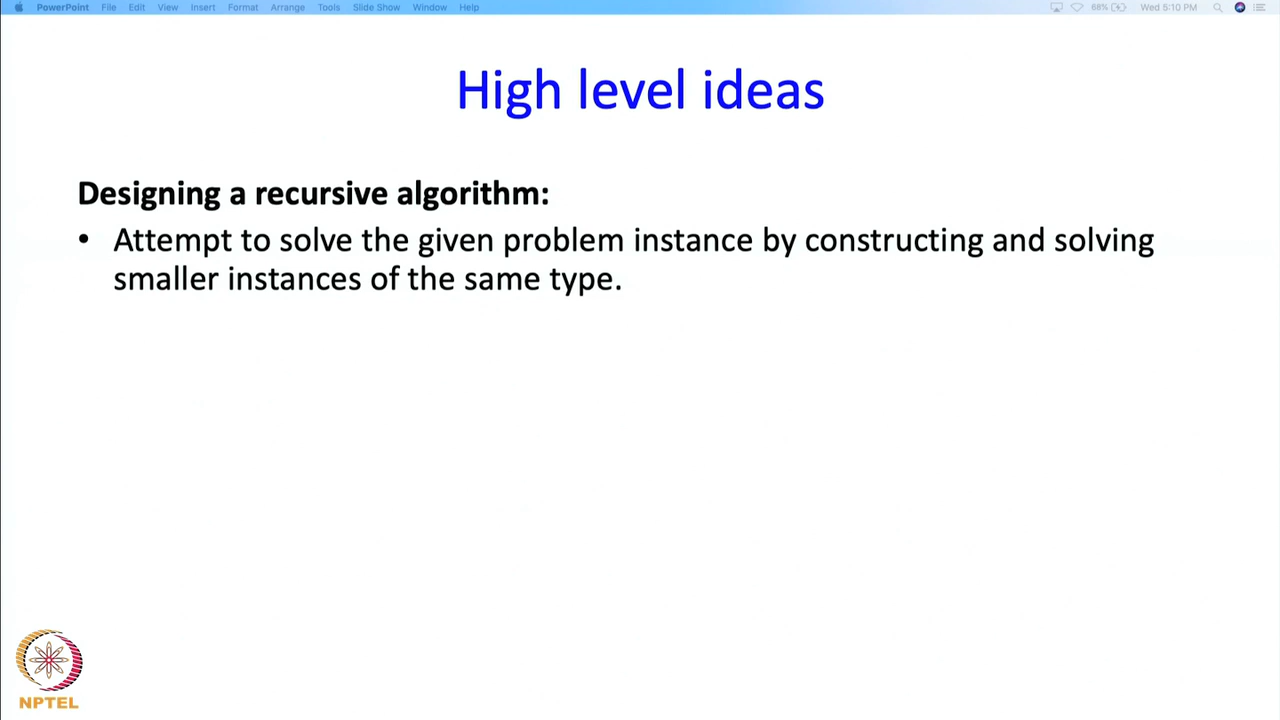 PowerPoint File Edit View Insert Format Arrange Tools Slide Show Window Help 68% Wed 5:10 PM
High level ideas
Designing a recursive algorithm:
• Attempt to solve the given problem instance by constructing and solving
smaller instances of the same type.
NPTEL